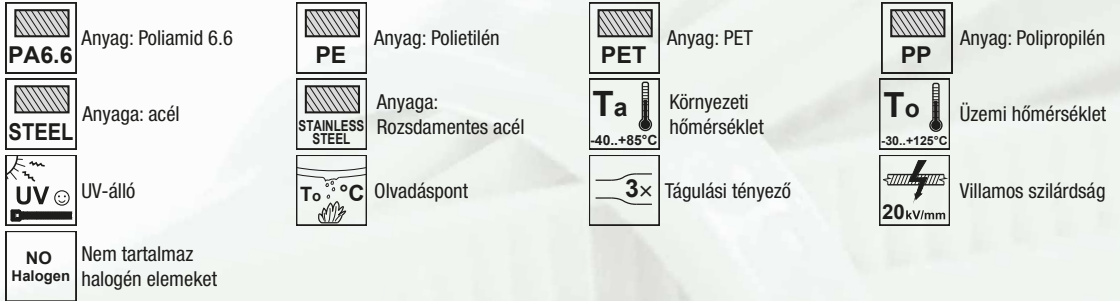 PA6.6
Anyag: Poliamid 6.6
PE
Anyag: Polietilén
PET
Anyag: PET
PP
Anyag: Polipropilén
STEEL
Anyaga: acél
STAINLESS
STEEL
Anyaga:
Rozsdamentes acél
Ta
-40..+85°C
Környezeti
hőmérséklet
To
-30..+125°C
Üzemi hőmérséklet
UV
UV-álló
To °C
Olvadáspont
3×
Tágulási tényező
20kV/mm
Villamos szilárdság
NO
Halogen
Nem tartalmaz
halogén elemeket